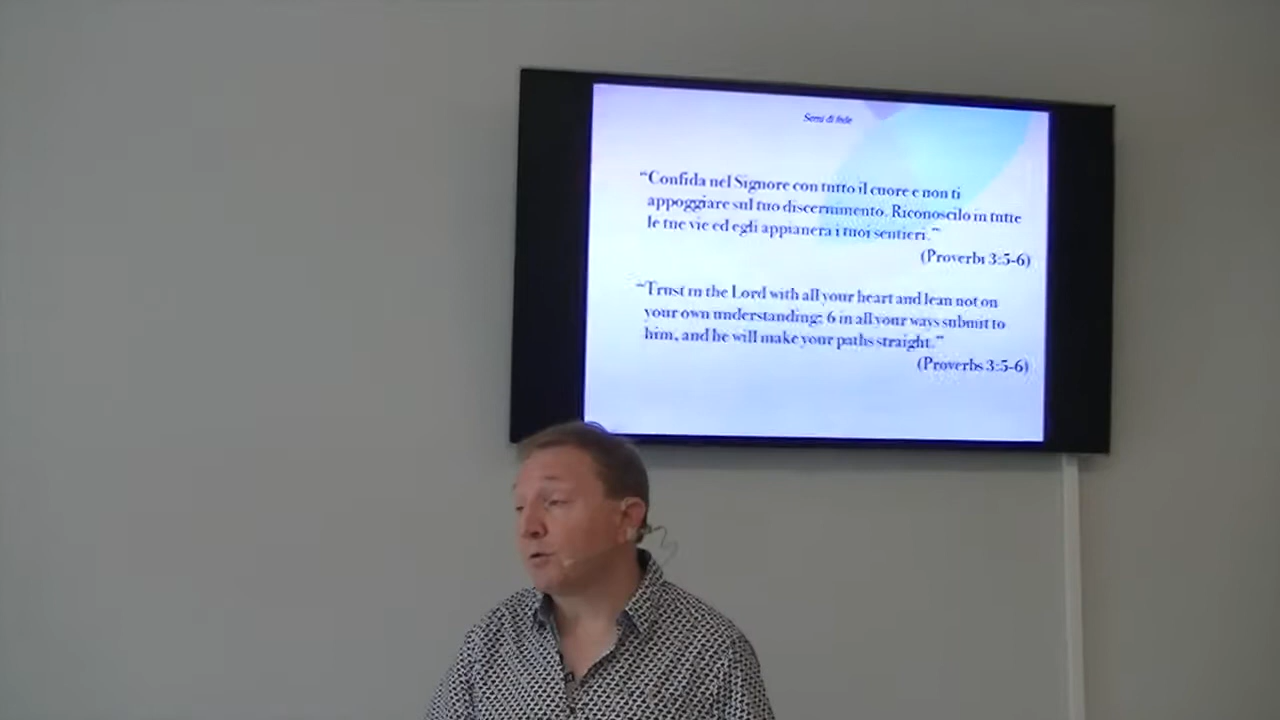 Semi di fede
“Confida nel Signore con tutto il cuore e non ti
appoggiare sul tuo discernimento. Riconoscilo in tutte
le tue vie ed egli appianerà i tuoi sentieri.”
(Proverbi 3:5-6)
“Trust in the Lord with all your heart and lean not on
your own understanding; 6 in all your ways submit to
him, and he will make your paths straight.”
(Proverbs 3:5-6)